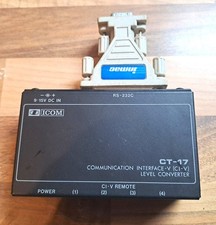 inmac
9-15V DC IN
RS-232C
ICOM
CT-17
COMMUNICATION INTERFACE-V (CI-V)
LEVEL CONVERTER
CI-V REMOTE
POWER (1) (2) (3) (4)